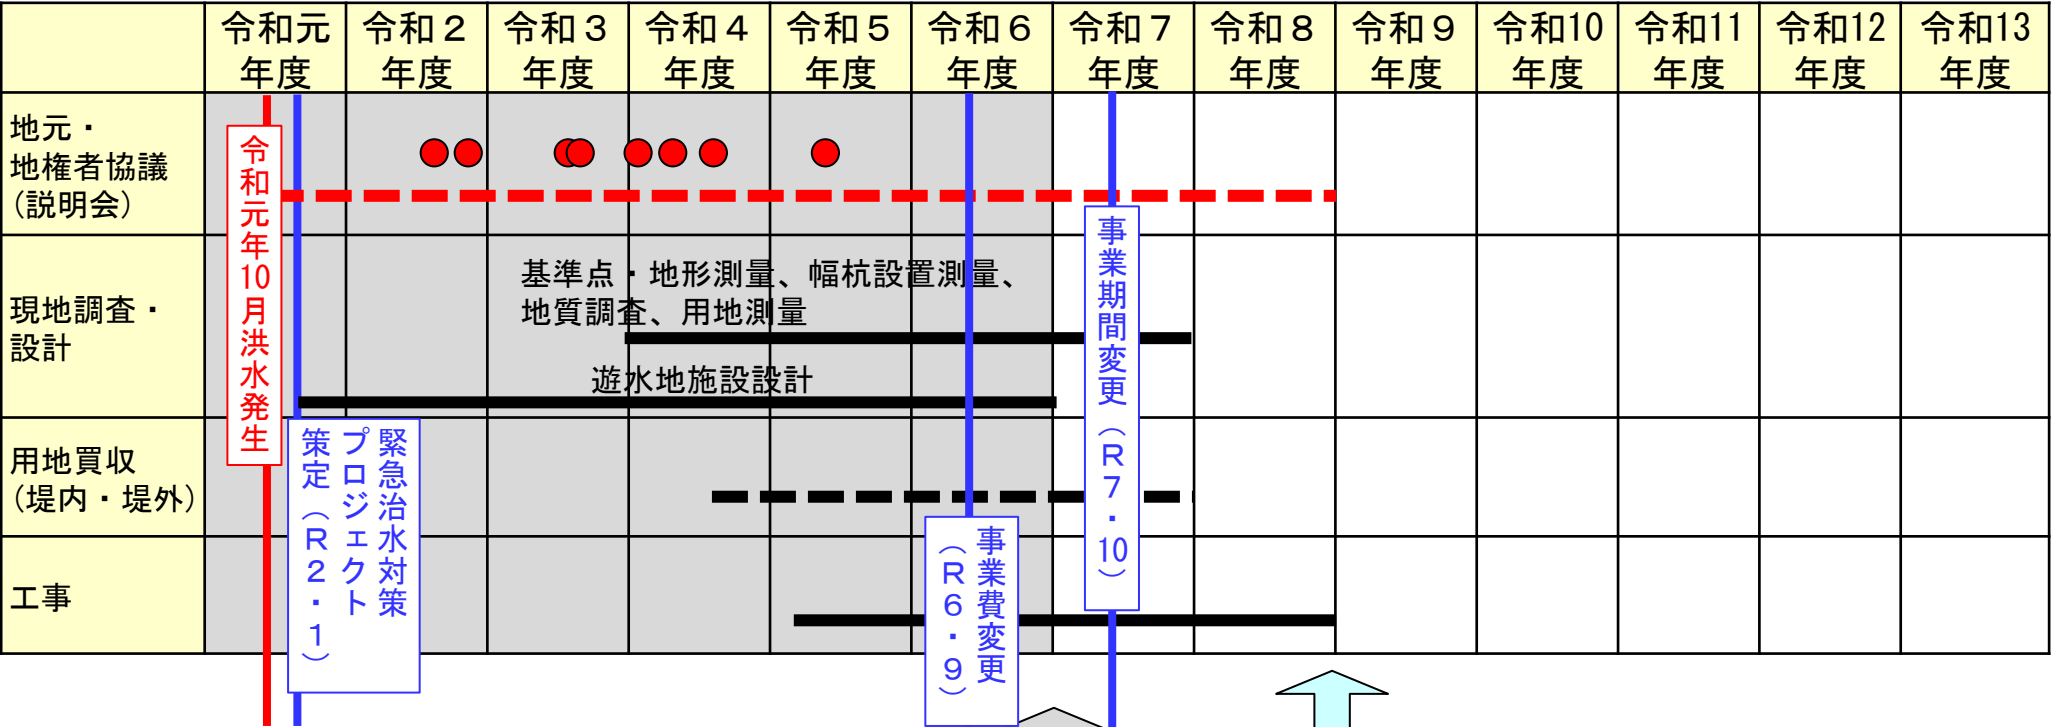 令和元
年度
令和２
年度
令和３
年度
令和４
年度
令和５
年度
令和６
年度
令和７
年度
令和８
年度
令和９
年度
令和10
年度
令和11
年度
令和12
年度
令和13
年度
地元・
地権者協議
（説明会）
令和元年10月洪水発生
現地調査・
設計
基準点・地形測量、幅杭設置測量、
地質調査、用地測量
遊水地施設設計
事業期間変更（Ｒ７・10）
用地買収
（堤内・堤外）
緊急治水対策
プロジェクト
策定（Ｒ２・１）
事業費変更
（Ｒ６・９）
工事